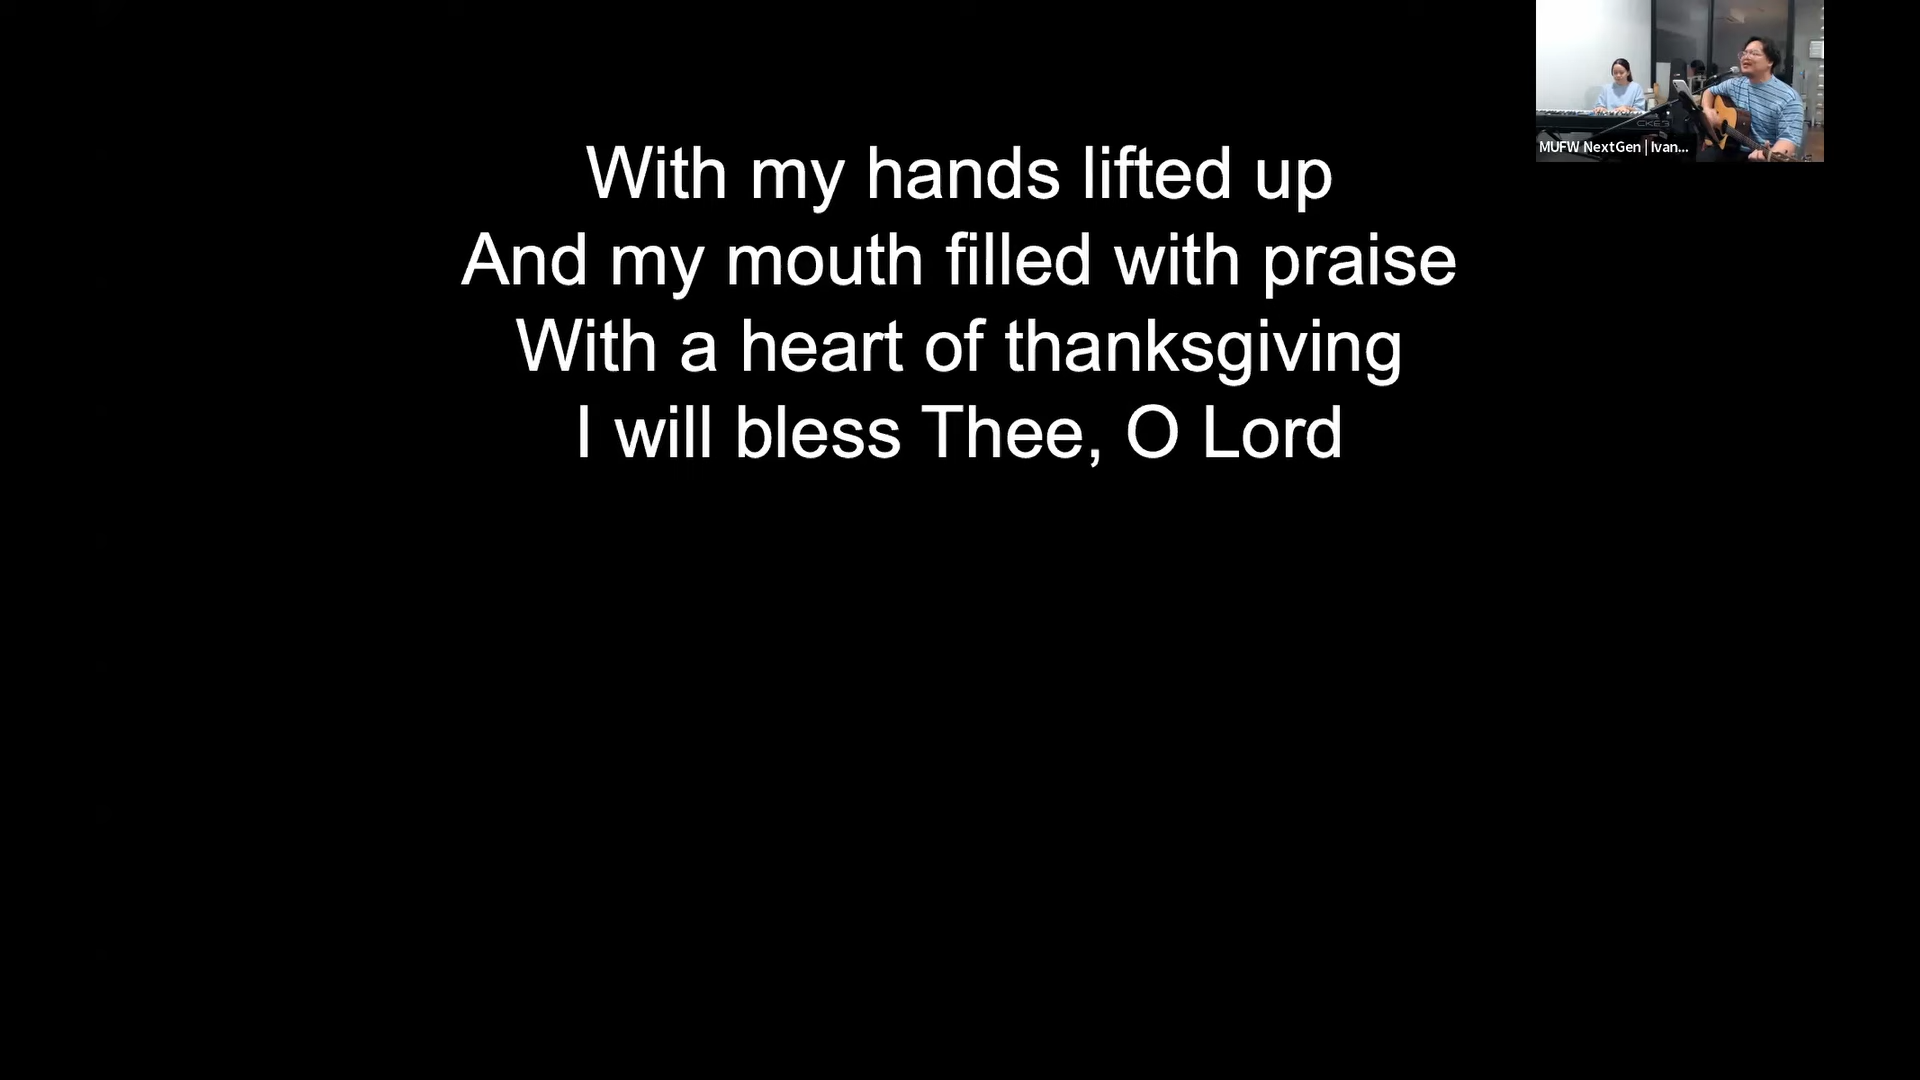 With my hands lifted up
And my mouth filled with praise
With a heart of thanksgiving
I will bless Thee, O Lord
MUFW NextGen | Ivan...